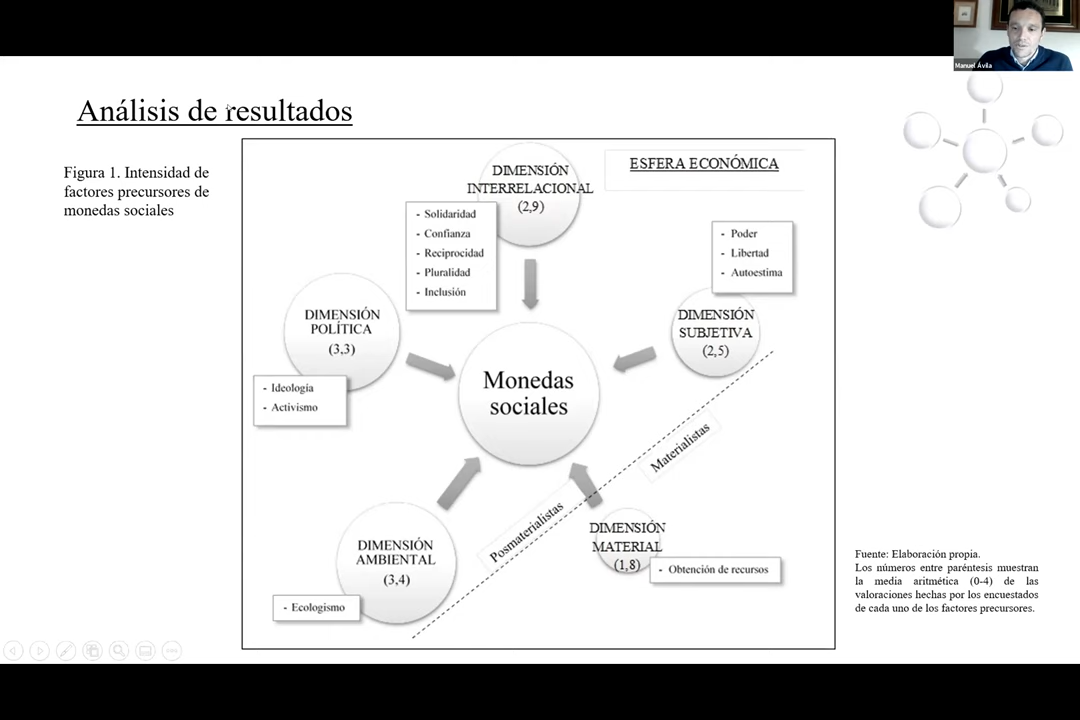 Manuel Ávila
Análisis de resultados
Figura 1. Intensidad de
factores precursores de
monedas sociales
ESFERA ECONÓMICA
DIMENSIÓN
INTERRELACIONAL
(2,9)
- Solidaridad
- Confianza
- Reciprocidad
- Pluralidad
- Inclusión
- Poder
- Libertad
- Autoestima
DIMENSIÓN
POLÍTICA
(3,3)
- Ideología
- Activismo
DIMENSIÓN
SUBJETIVA
(2,5)
Monedas
sociales
Materialistas
Posmaterialistas
DIMENSIÓN
AMBIENTAL
(3,4)
- Ecologismo
DIMENSIÓN
MATERIAL
(1,8)
- Obtención de recursos
Fuente: Elaboración propia.
Los números entre paréntesis muestran
la media aritmética (0-4) de las
valoraciones hechas por los encuestados
de cada uno de los factores precursores.